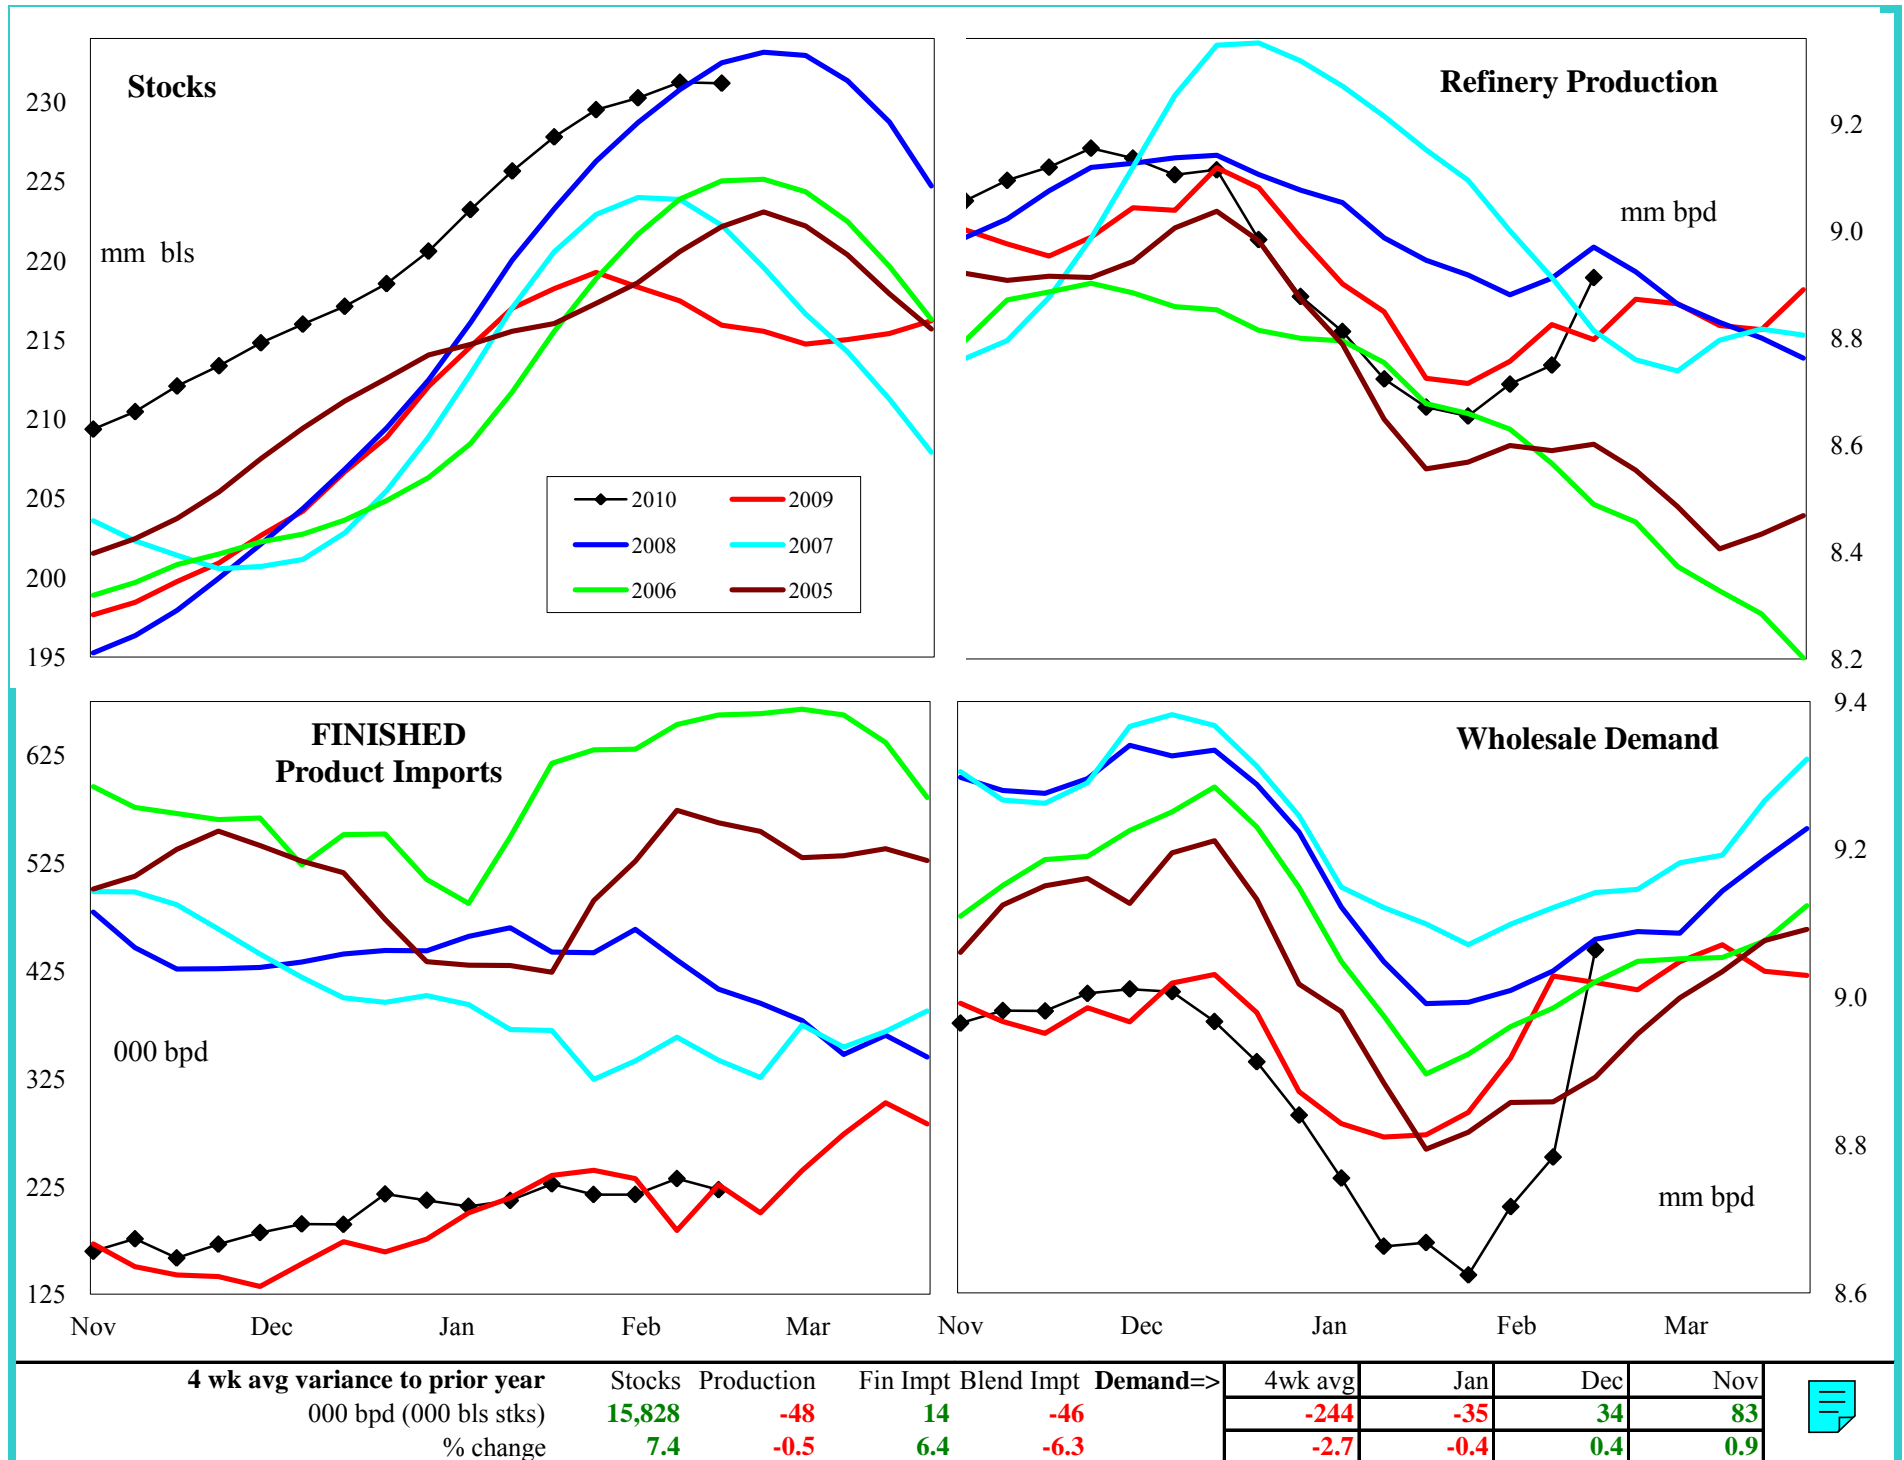 Stocks
mm bls
230
225
220
215
210
205
200
195
2010
2009
2008
2007
2006
2005
Refinery Production
mm bpd
9.2
9.0
8.8
8.6
8.4
8.2
FINISHED
Product Imports
000 bpd
625
525
425
325
225
125
Nov Dec Jan Feb Mar
Wholesale Demand
mm bpd
9.4
9.2
9.0
8.8
8.6
Nov Dec Jan Feb Mar
4 wk avg variance to prior year Stocks Production Fin Impt Blend Impt Demand=> 4wk avg Jan Dec Nov
000 bpd (000 bls stks) 15,828 -48 14 -46 -244 -35 34 83
% change 7.4 -0.5 6.4 -6.3 -2.7 -0.4 0.4 0.9